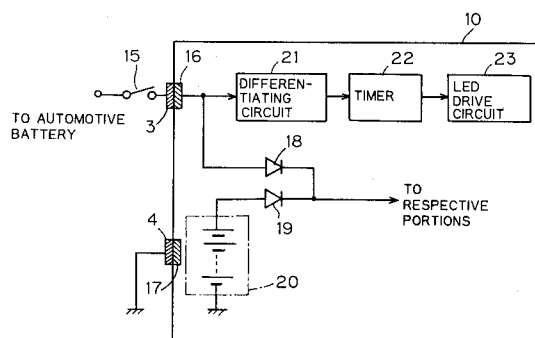 10
15
16
21
22
23
DIFFEREN-
TIATING
CIRCUIT
TIMER
LED
DRIVE
CIRCUIT
TO AUTOMOTIVE
BATTERY
3
18
19
TO
RESPECTIVE
PORTIONS
4
17
20